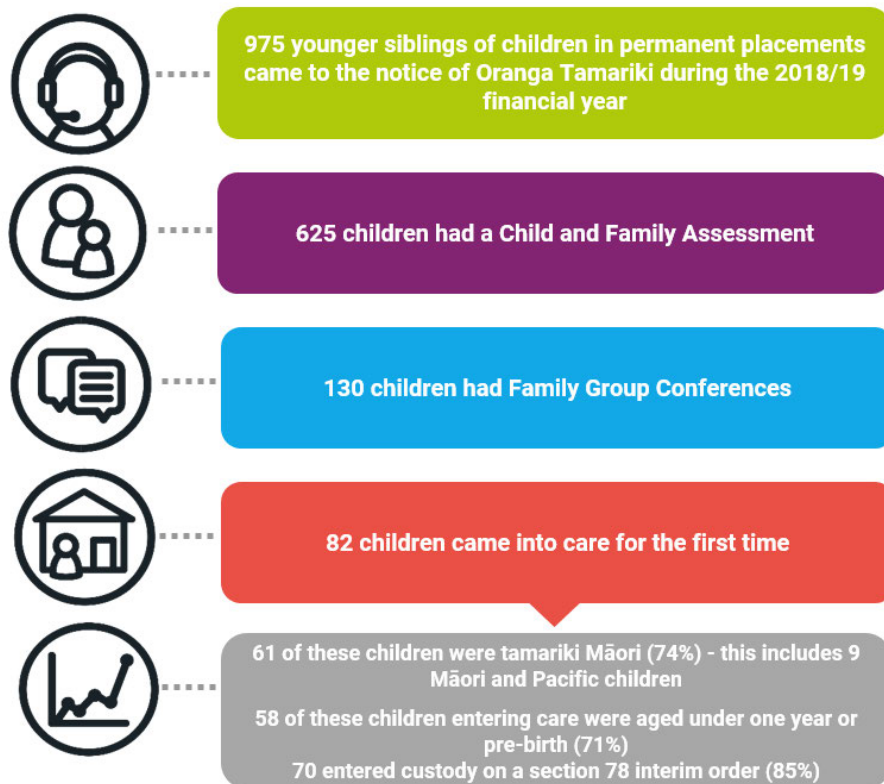 975 younger siblings of children in permanent placements
came to the notice of Oranga Tamariki during the 2018/19
financial year
625 children had a Child and Family Assessment
130 children had Family Group Conferences
82 children came into care for the first time
61 of these children were tamariki Māori (74%) - this includes 9
Māori and Pacific children
58 of these children entering care were aged under one year or
pre-birth (71%)
70 entered custody on a section 78 interim order (85%)